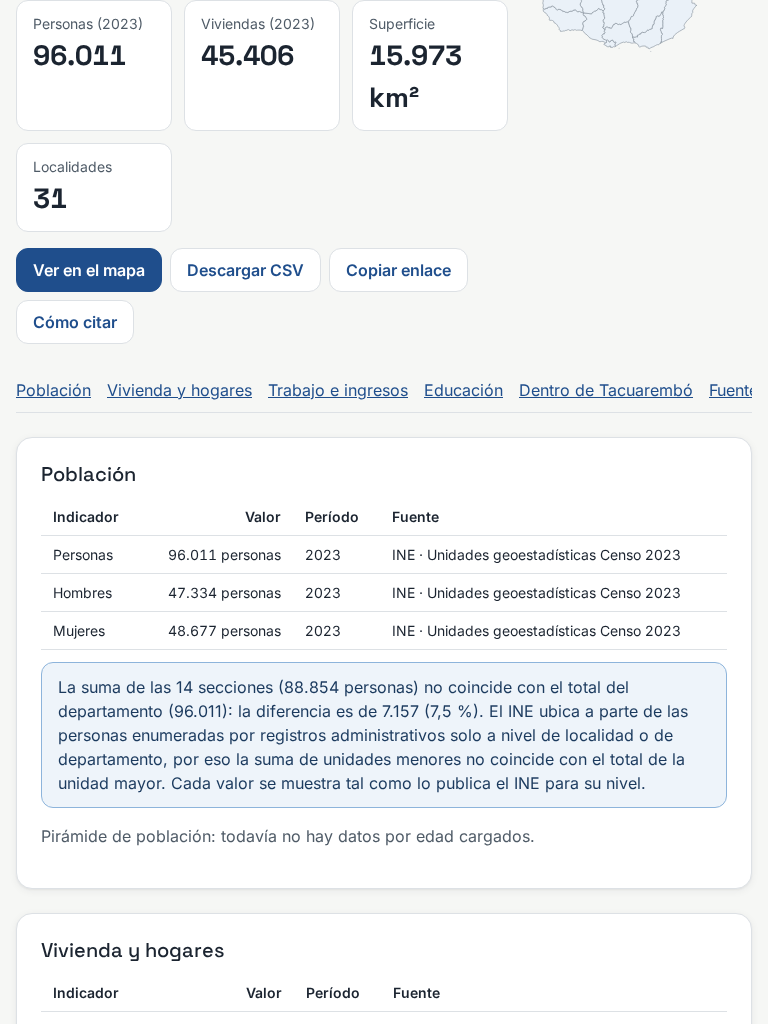 Personas (2023)
96.011
Viviendas (2023)
45.406
Superficie
15.973
km²
Localidades
31
Ver en el mapa
Descargar CSV
Copiar enlace
Cómo citar
Población Vivienda y hogares Trabajo e ingresos Educación Dentro de Tacuarembó Fuente
Población
Indicador Valor Período Fuente
Personas 96.011 personas 2023 INE · Unidades geoestadísticas Censo 2023
Hombres 47.334 personas 2023 INE · Unidades geoestadísticas Censo 2023
Mujeres 48.677 personas 2023 INE · Unidades geoestadísticas Censo 2023
La suma de las 14 secciones (88.854 personas) no coincide con el total del
departamento (96.011): la diferencia es de 7.157 (7,5 %). El INE ubica a parte de las
personas enumeradas por registros administrativos solo a nivel de localidad o de
departamento, por eso la suma de unidades menores no coincide con el total de la
unidad mayor. Cada valor se muestra tal como lo publica el INE para su nivel.
Pirámide de población: todavía no hay datos por edad cargados.
Vivienda y hogares
Indicador Valor Período Fuente